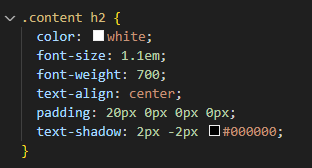 .content h2 {
color: white;
font-size: 1.1em;
font-weight: 700;
text-align: center;
padding: 20px 0px 0px 0px;
text-shadow: 2px -2px #000000;
}